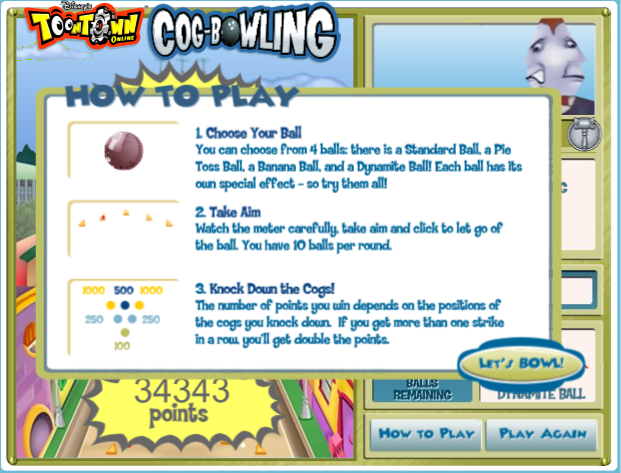 Disney's
TOONTOWN
ONLINE
COG-BOWLING
HOW TO PLAY
1. Choose Your Ball
You can choose from 4 balls: there is a Standard Ball, a Pie
Toss Ball, a Banana Ball, and a Dynamite Ball! Each ball has its
own special effect - so try them all!
2. Take Aim
Watch the meter carefully, take aim and click to let go of
the ball. You have 10 balls per round.
3. Knock Down the Cogs!
The number of points you win depends on the positions of
the cogs you knock down. If you get more than one strike
in a row, you'll get double the points.
1000 500 1000
250 250
100
LET'S BOWL!
34343
points
BALLS
REMAINING
DYNAMITE BALL
HOW TO PLAY
PLAY AGAIN